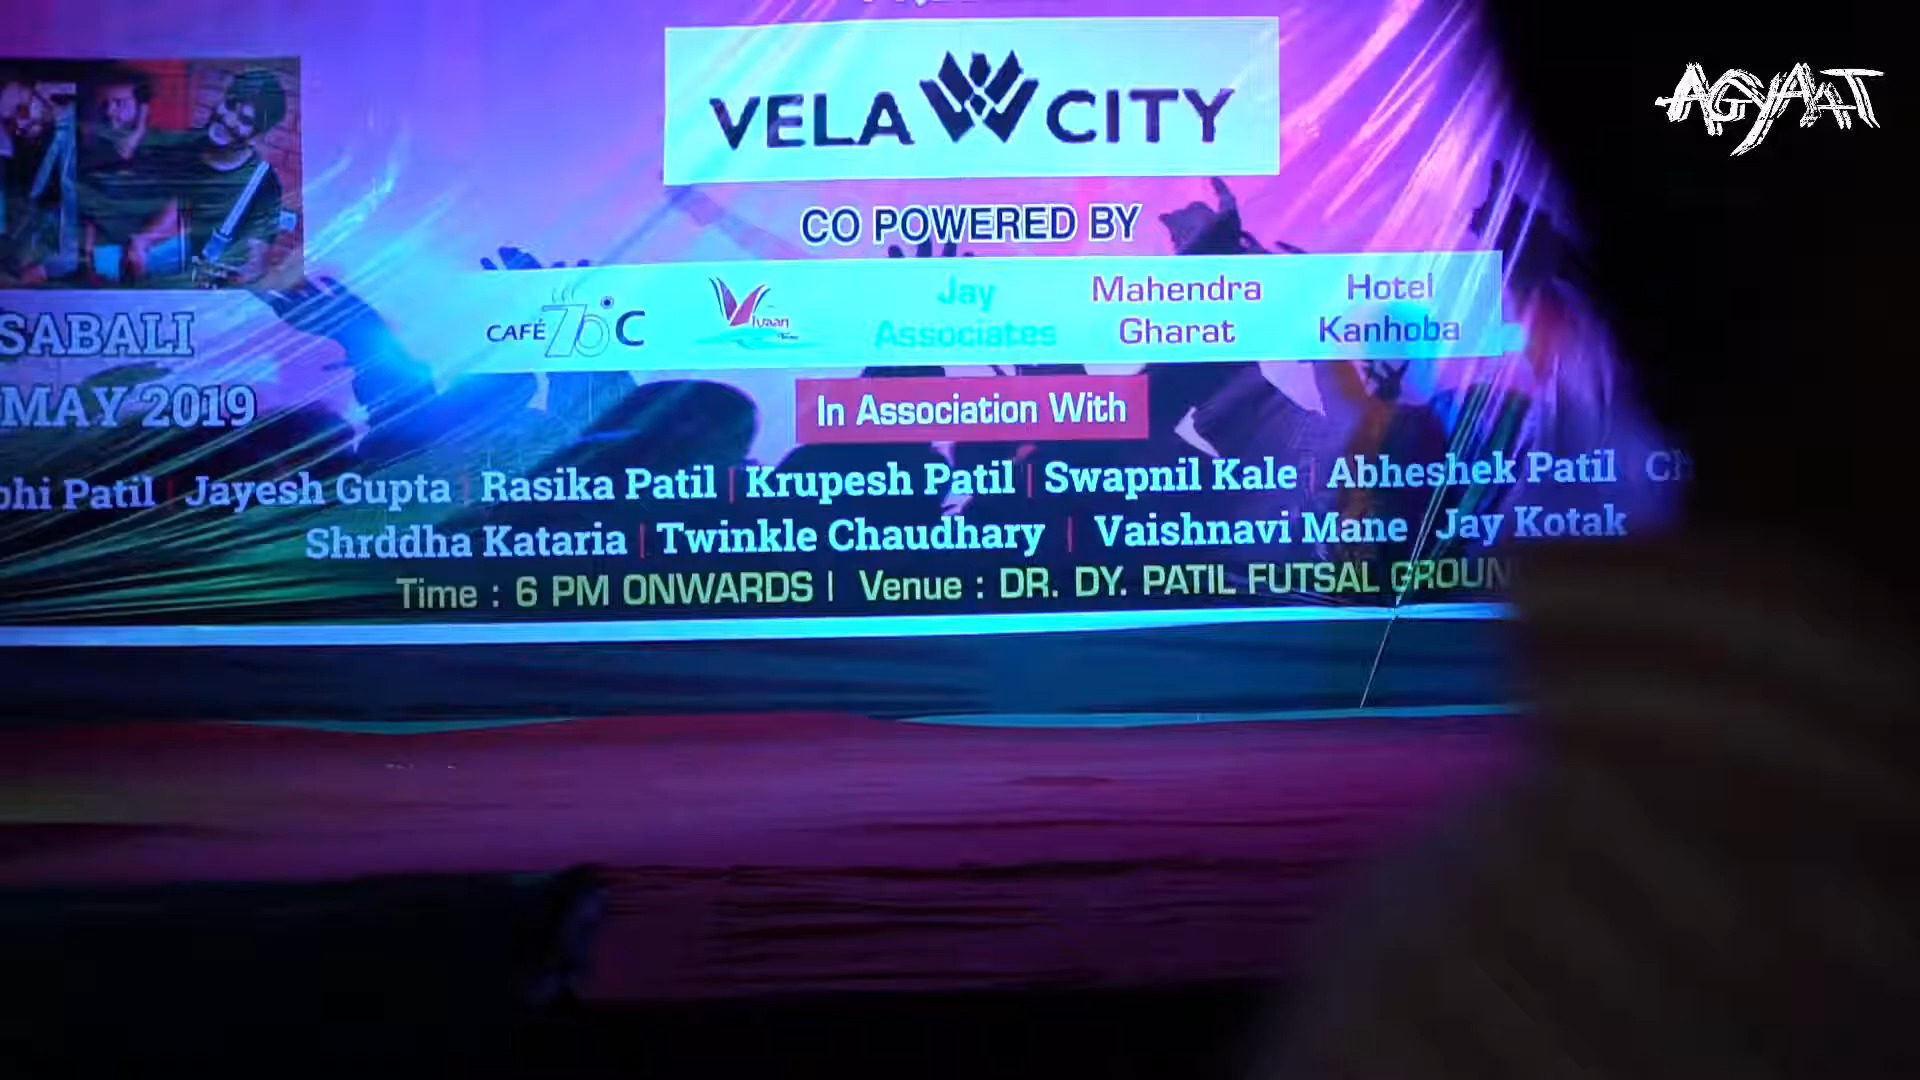 AGYAAT
VELA CITY
CO POWERED BY
CAFÉ 70°C
Jay Associates
Mahendra Gharat
Hotel Kanhoba
SABALI
MAY 2019
In Association With
Patil | Jayesh Gupta | Rasika Patil | Krupesh Patil | Swapnil Kale | Abheshek Patil
Shrddha Kataria | Twinkle Chaudhary | Vaishnavi Mane Jay Kotak
Time : 6 PM ONWARDS | Venue : DR. DY. PATIL FUTSAL GROUN